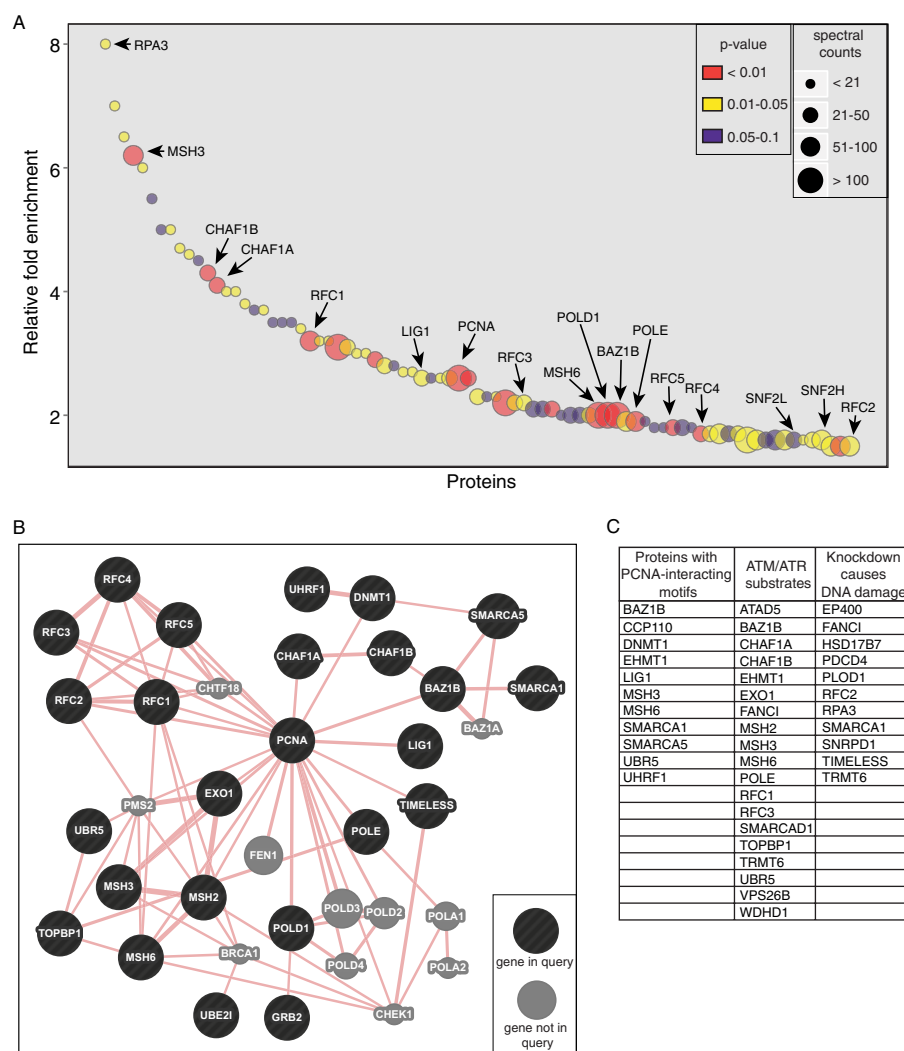 A
Relative fold enrichment
8
6
4
2
Proteins
RPA3
MSH3
CHAF1B
CHAF1A
RFC1
LIG1
PCNA
RFC3
MSH6
POLD1
BAZ1B
POLE
RFC5
RFC4
SNF2L
SNF2H
RFC2
p-value
< 0.01
0.01-0.05
0.05-0.1
spectral
counts
< 21
21-50
51-100
> 100
B
RFC4
RFC3
RFC5
RFC2
RFC1
CHTF18
UHRF1
DNMT1
SMARCA5
CHAF1A
CHAF1B
BAZ1B
SMARCA1
BAZ1A
PCNA
LIG1
PMS2
EXO1
TIMELESS
UBR5
POLE
FEN1
MSH3
MSH2
POLD3
POLD2
POLA1
TOPBP1
POLD1
MSH6
BRCA1
POLD4
POLA2
UBE2I
GRB2
CHEK1
gene in query
gene not in
query
C
Proteins with
PCNA-interacting
motifs
ATM/ATR
substrates
Knockdown
causes
DNA damage
BAZ1B ATAD5 EP400
CCP110 BAZ1B FANCI
DNMT1 CHAF1A HSD17B7
EHMT1 CHAF1B PDCD4
LIG1 EHMT1 PLOD1
MSH3 EXO1 RFC2
MSH6 FANCI RPA3
SMARCA1 MSH2 SMARCA1
SMARCA5 MSH3 SNRPD1
UBR5 MSH6 TIMELESS
UHRF1 POLE TRMT6
RFC1
RFC3
SMARCAD1
TOPBP1
TRMT6
UBR5
VPS26B
WDHD1